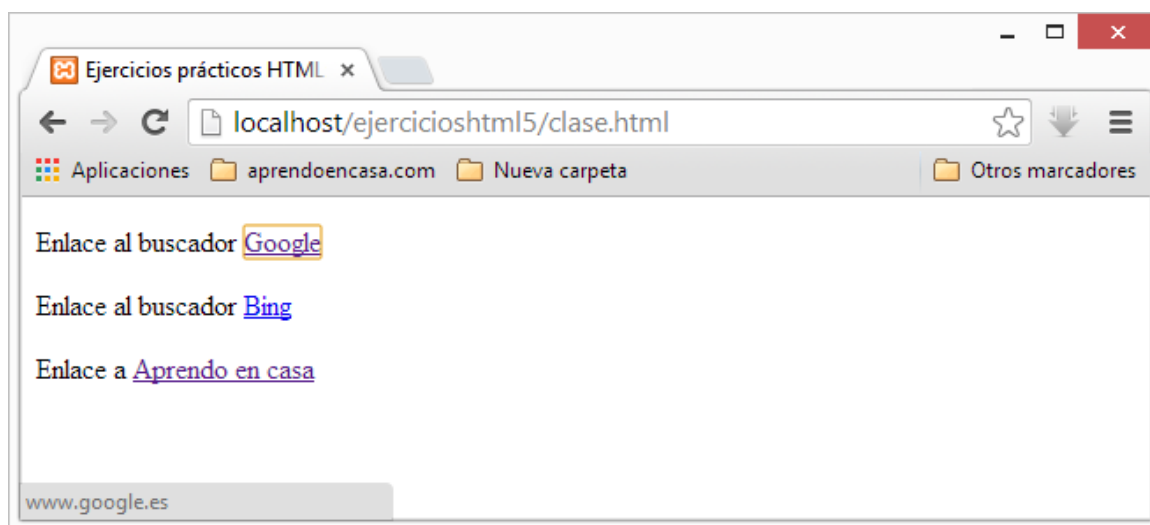 Ejercicios prácticos HTML
localhost/ejercicioshtml5/clase.html
Aplicaciones aprendoencasa.com Nueva carpeta Otros marcadores
Enlace al buscador Google
Enlace al buscador Bing
Enlace a Aprendo en casa
www.google.es